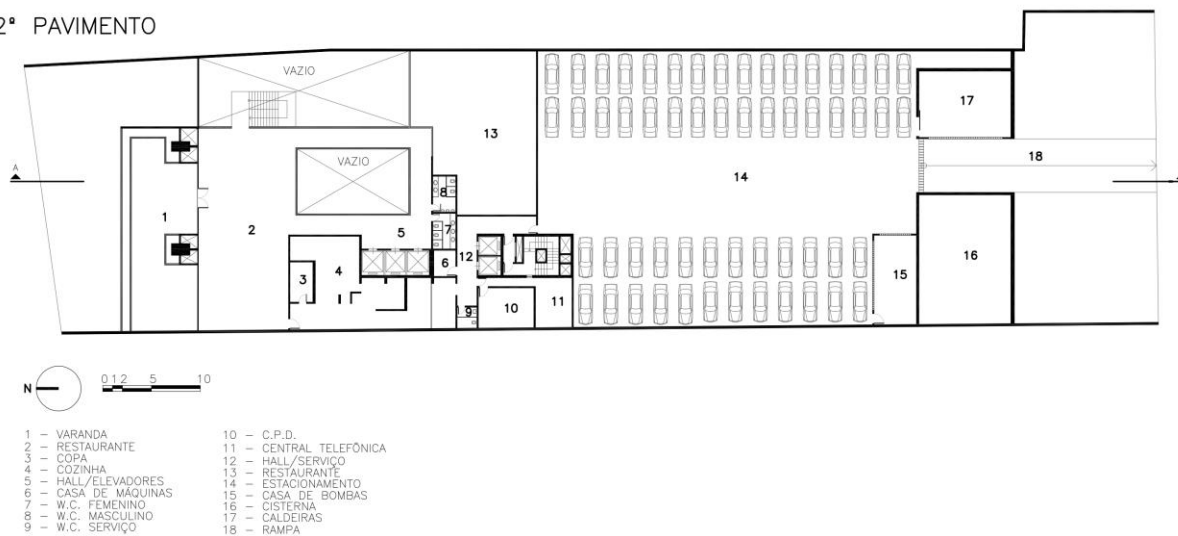 2º PAVIMENTO
VAZIO
17
13
18
A
VAZIO
14
8
1
2
5
7
12
6
4
3
15
16
10
11
9
N
0 1 2 5 10
1 – VARANDA
2 – RESTAURANTE
3 – COPA
4 – COZINHA
5 – HALL/ELEVADORES
6 – CASA DE MÁQUINAS
7 – W.C. FEMENINO
8 – W.C. MASCULINO
9 – W.C. SERVIÇO
10 – C.P.D.
11 – CENTRAL TELEFÔNICA
12 – HALL/SERVIÇO
13 – RESTAURANTE
14 – ESTACIONAMENTO
15 – CASA DE BOMBAS
16 – CISTERNA
17 – CALDEIRAS
18 – RAMPA